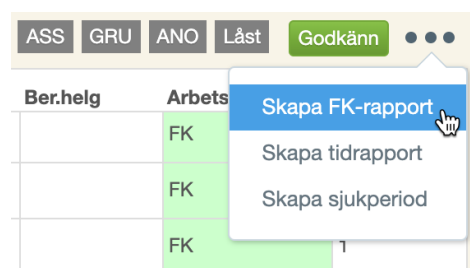 ASS GRU ANO Låst Godkänn
Ber.helg Arbets
Skapa FK-rapport
FK
Skapa tidrapport
FK
Skapa sjukperiod
FK 1